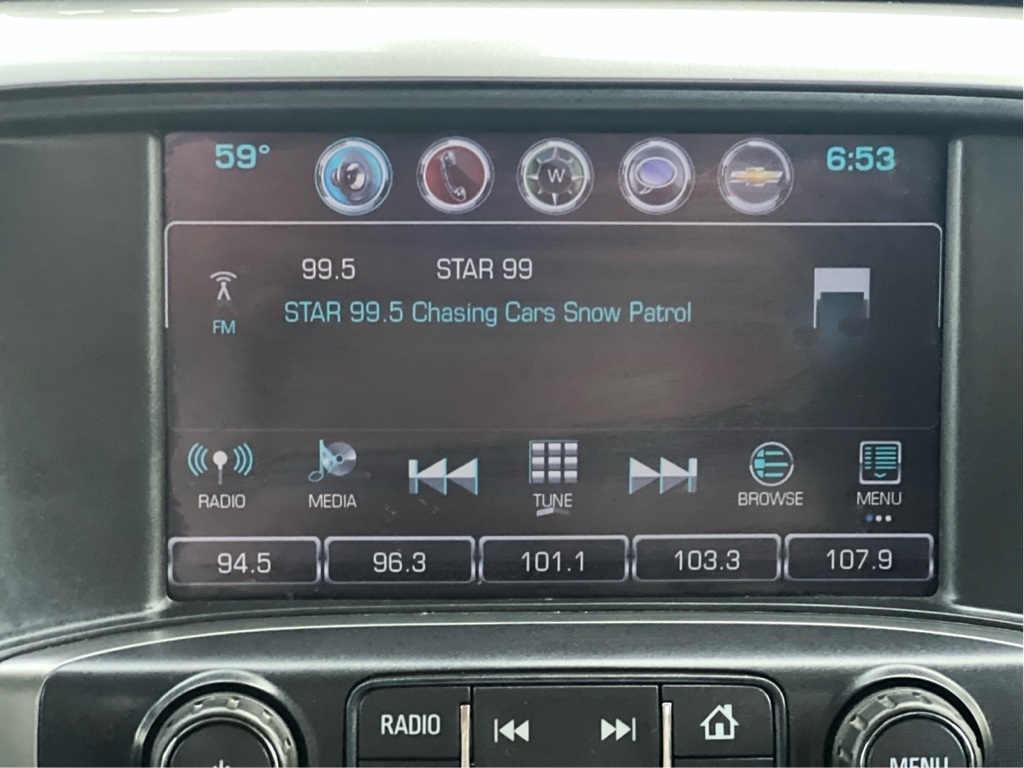 59° W 6:53
99.5 STAR 99
STAR 99.5 Chasing Cars Snow Patrol
FM
RADIO MEDIA TUNE BROWSE MENU
94.5 96.3 101.1 103.3 107.9
RADIO
MENU